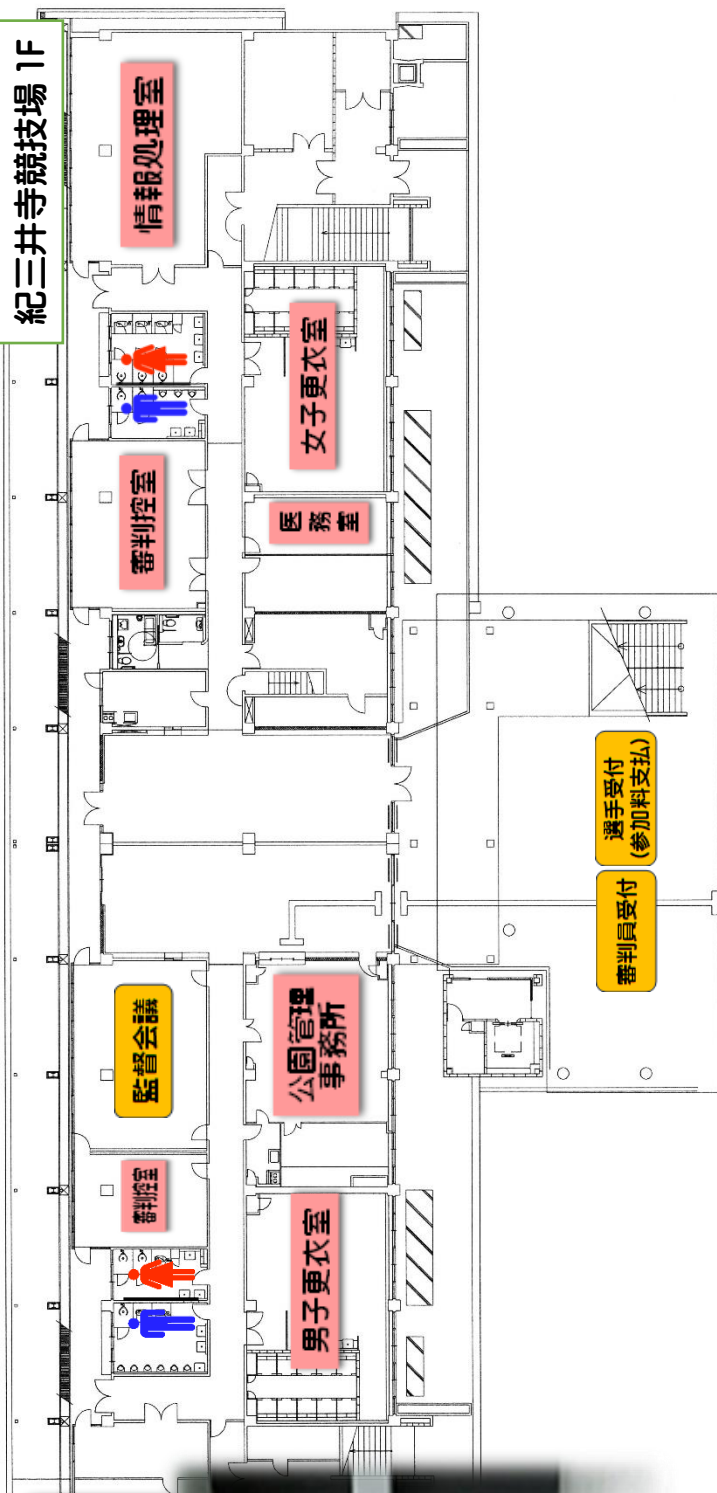 紀三井寺競技場 1F
情報処理室
女子更衣室
審判控室
医務室
選手受付
(参加料支払)
審判員受付
監督会議
公園管理
事務所
審判控室
男子更衣室